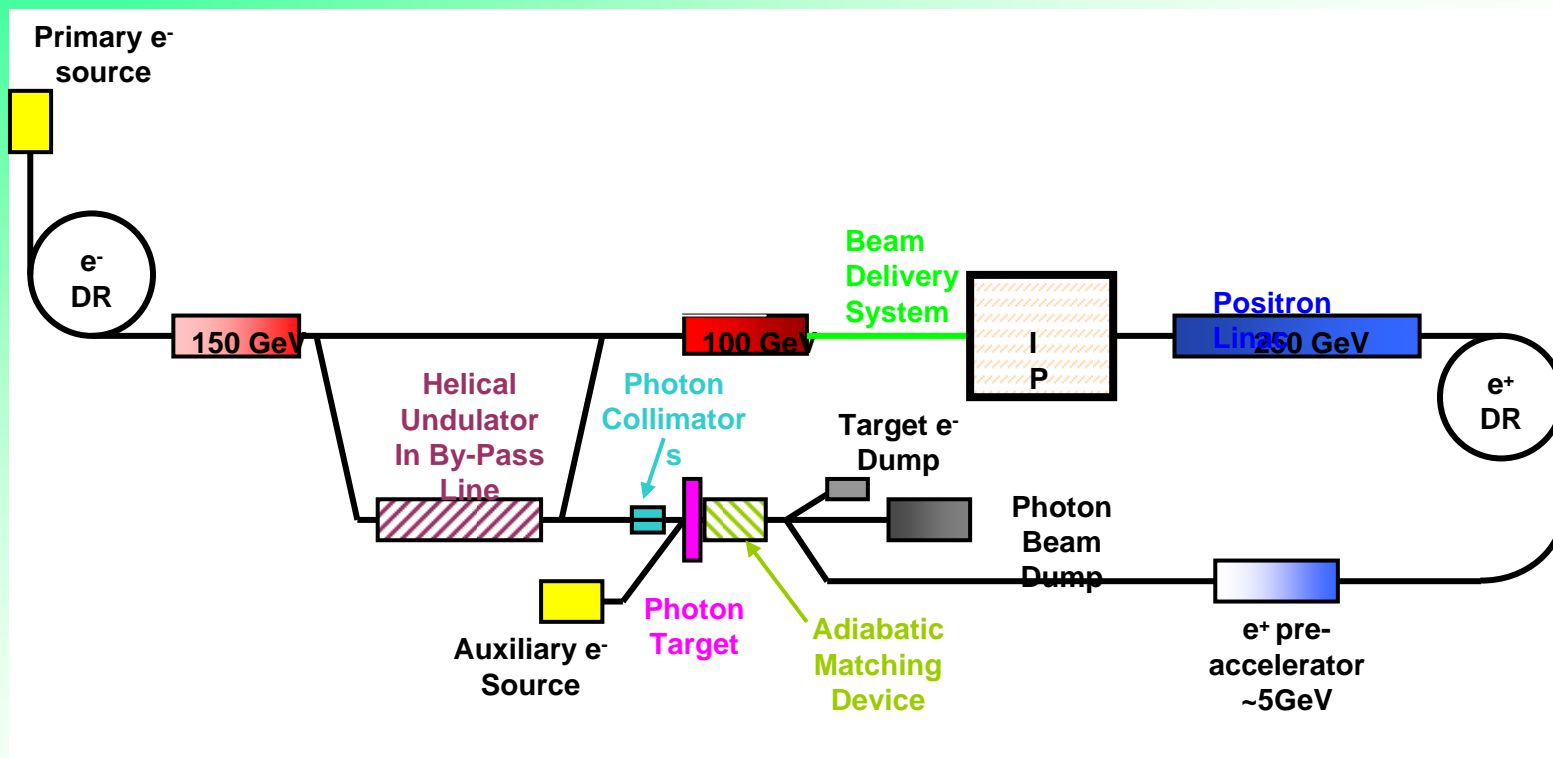 Primary e-
source
e-
DR
150 GeV
100 GeV
Beam
Delivery
System
I
P
Positron
Linac
250 GeV
e+
DR
Helical
Undulator
In By-Pass
Line
Photon
Collimator
s
Target e-
Dump
Photon
Beam
Dump
Auxiliary e-
Source
Photon
Target
Adiabatic
Matching
Device
e+ pre-
accelerator
~5GeV